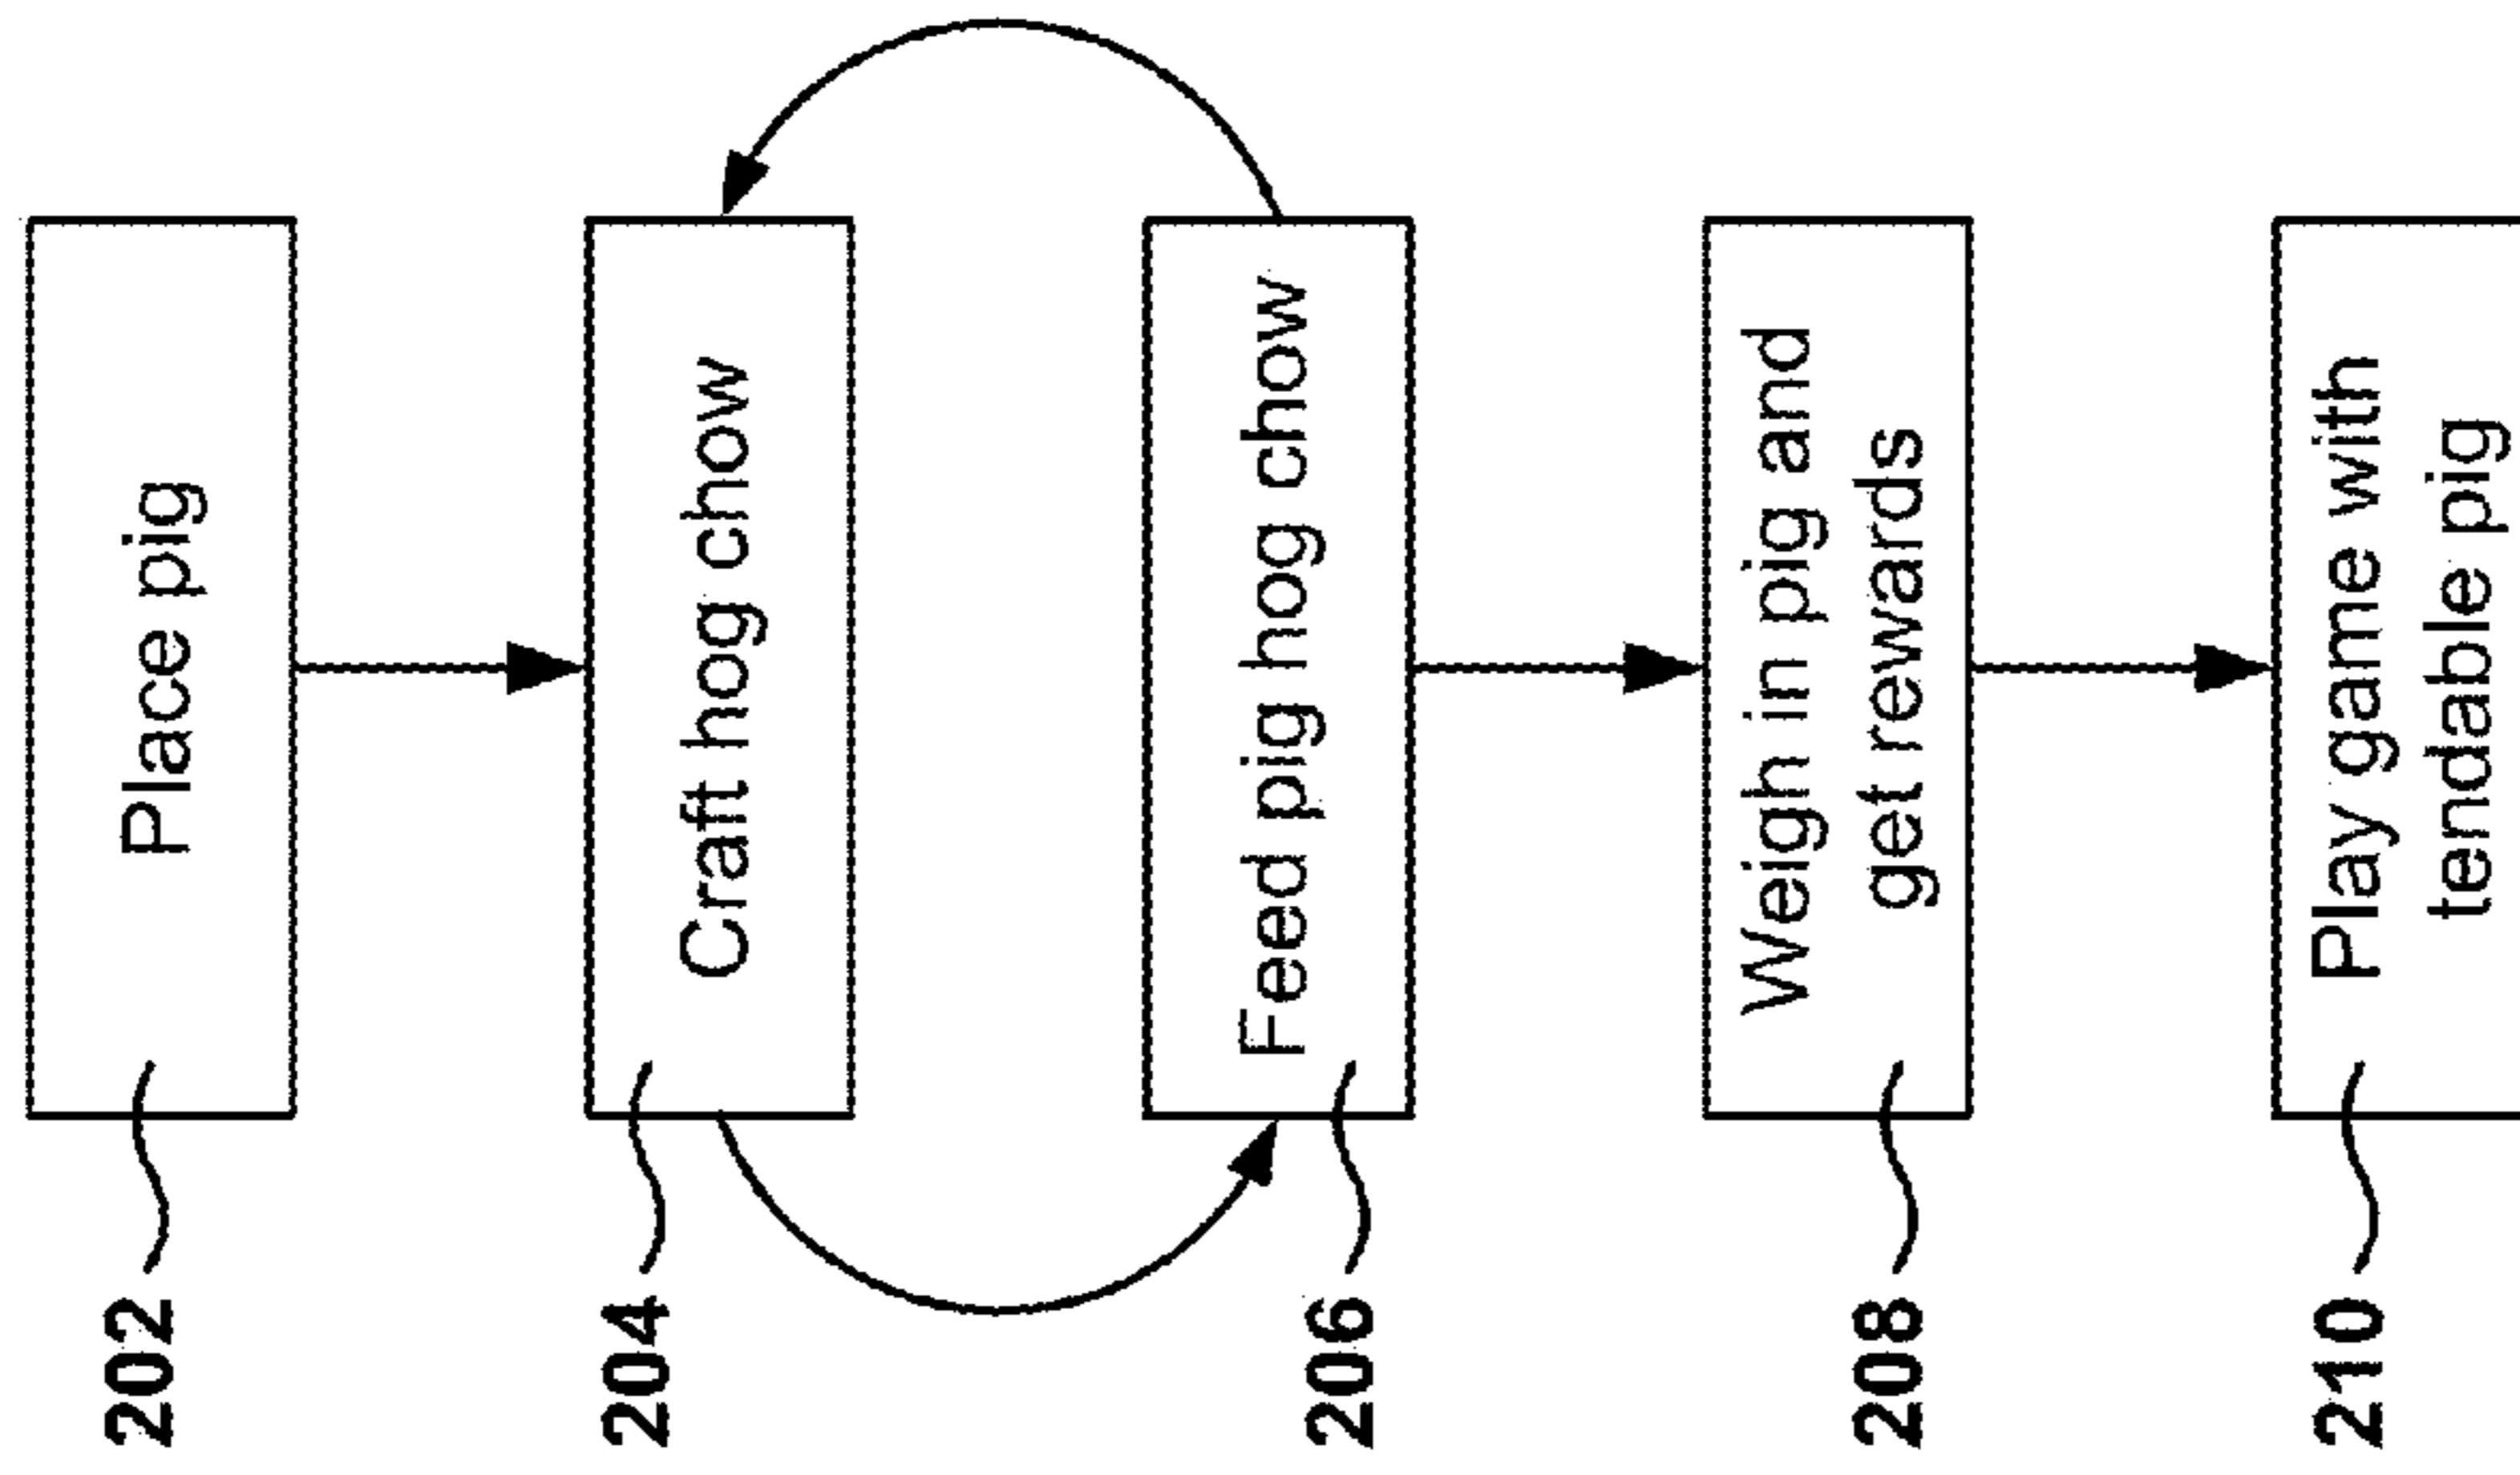 202
Place pig
204
Craft hog chow
206
Feed pig hog chow
208
Weigh in pig and
get rewards
210
Play game with
tendable pig